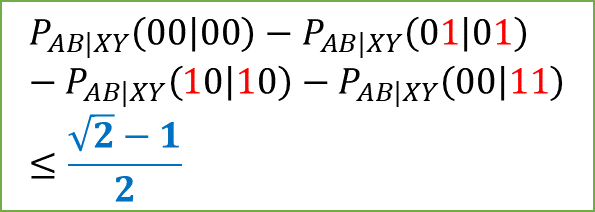 P_{AB|XY}(00|00) − P_{AB|XY}(01|01)
− P_{AB|XY}(10|10) − P_{AB|XY}(00|11)
≤ \frac{√2 − 1}{2}